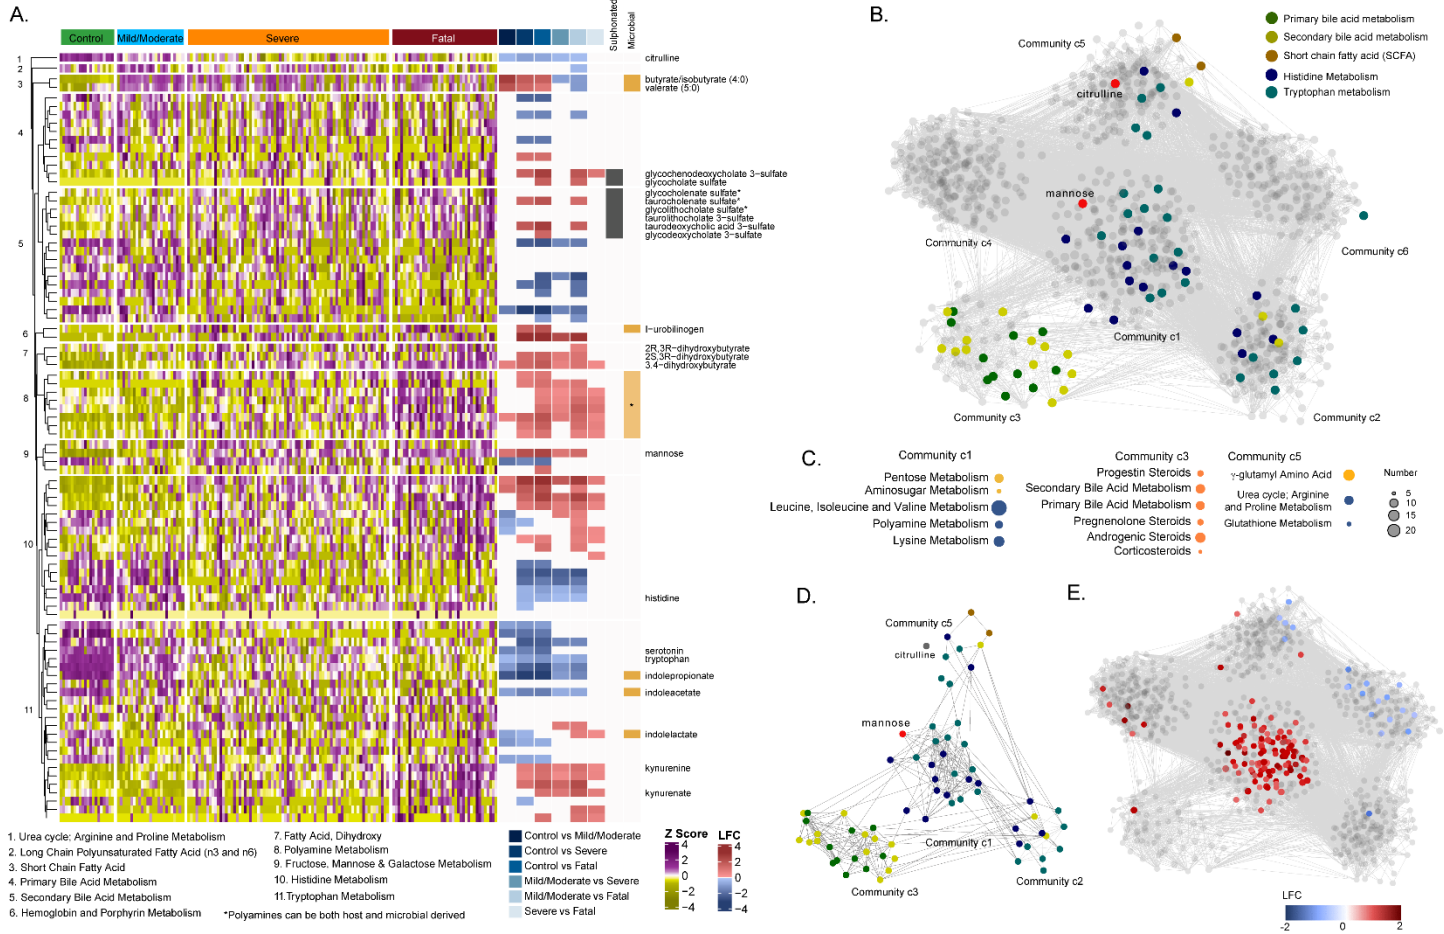 A.
Control
Mild/Moderate
Severe
Fatal
Sulphonated
Microbial
1
2
3
4
5
6
7
8
9
10
11
citrulline
butyrate/isobutyrate (4:0)
valerate (5:0)
glycochenodeoxycholate 3-sulfate
glycocholate sulfate
glycocholenate sulfate*
taurocholenate sulfate*
glycolithocholate sulfate*
taurolithocholate 3-sulfate
taurodeoxycholic acid 3-sulfate
glycodeoxycholate 3-sulfate
I-urobilinogen
2R,3R-dihydroxybutyrate
2S,3R-dihydroxybutyrate
3,4-dihydroxybutyrate
*
mannose
histidine
serotonin
tryptophan
indolepropionate
indoleacetate
indolelactate
kynurenine
kynurenate
1. Urea cycle: Arginine and Proline Metabolism
2. Long Chain Polyunsaturated Fatty Acid (n3 and n6)
3. Short Chain Fatty Acid
4. Primary Bile Acid Metabolism
5. Secondary Bile Acid Metabolism
6. Hemoglobin and Porphyrin Metabolism
7. Fatty Acid, Dihydroxy
8. Polyamine Metabolism
9. Fructose, Mannose & Galactose Metabolism
10. Histidine Metabolism
11. Tryptophan Metabolism
*Polyamines can be both host and microbial derived
Control vs Mild/Moderate
Control vs Severe
Control vs Fatal
Mild/Moderate vs Severe
Mild/Moderate vs Fatal
Severe vs Fatal
Z Score
4
2
0
-2
-4
LFC
4
2
0
-2
-4
B.
Primary bile acid metabolism
Secondary bile acid metabolism
Short chain fatty acid (SCFA)
Histidine Metabolism
Tryptophan metabolism
Community c5
citrulline
mannose
Community c4
Community c6
Community c1
Community c3
Community c2
C.
Community c1
Pentose Metabolism
Aminosugar Metabolism
Leucine, Isoleucine and Valine Metabolism
Polyamine Metabolism
Lysine Metabolism
Community c3
Progestin Steroids
Secondary Bile Acid Metabolism
Primary Bile Acid Metabolism
Pregnenolone Steroids
Androgenic Steroids
Corticosteroids
Community c5
γ-glutamyl Amino Acid
Urea cycle; Arginine
and Proline Metabolism
Glutathione Metabolism
Number
5
10
15
20
D.
Community c5
citrulline
mannose
Community c1
Community c3
Community c2
E.
LFC
-2
0
2